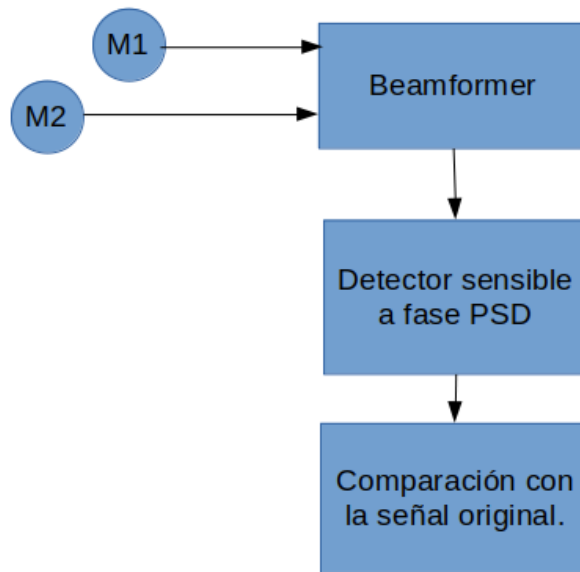 M1
Beamformer
M2
Detector sensible
a fase PSD
Comparación con
la señal original.